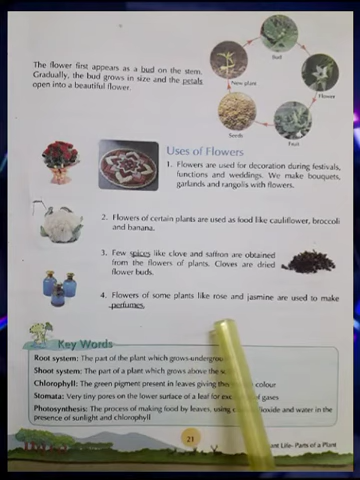 The flower first appears as a bud on the stem.
Gradually, the bud grows in size and the petals
open into a beautiful flower.
Bud
New plant
Flower
Seeds
Fruit
Uses of Flowers
1. Flowers are used for decoration during festivals,
functions and weddings. We make bouquets,
garlands and rangolis with flowers.
2. Flowers of certain plants are used as food like cauliflower, broccoli
and banana.
3. Few spices like clove and saffron are obtained
from the flowers of plants. Cloves are dried
flower buds.
4. Flowers of some plants like rose and jasmine are used to make
perfumes.
Key Words
Root system: The part of the plant which grows
Shoot system: The part of a plant which grows above the
Chlorophyll: The green pigment present in leaves giving colour
Stomata: Very tiny pores on the lower surface of a leaf for of gases
Photosynthesis: The process of making food by leaves, using and water in the
presence of sunlight and chlorophyll
21
Life- Parts of a Plant